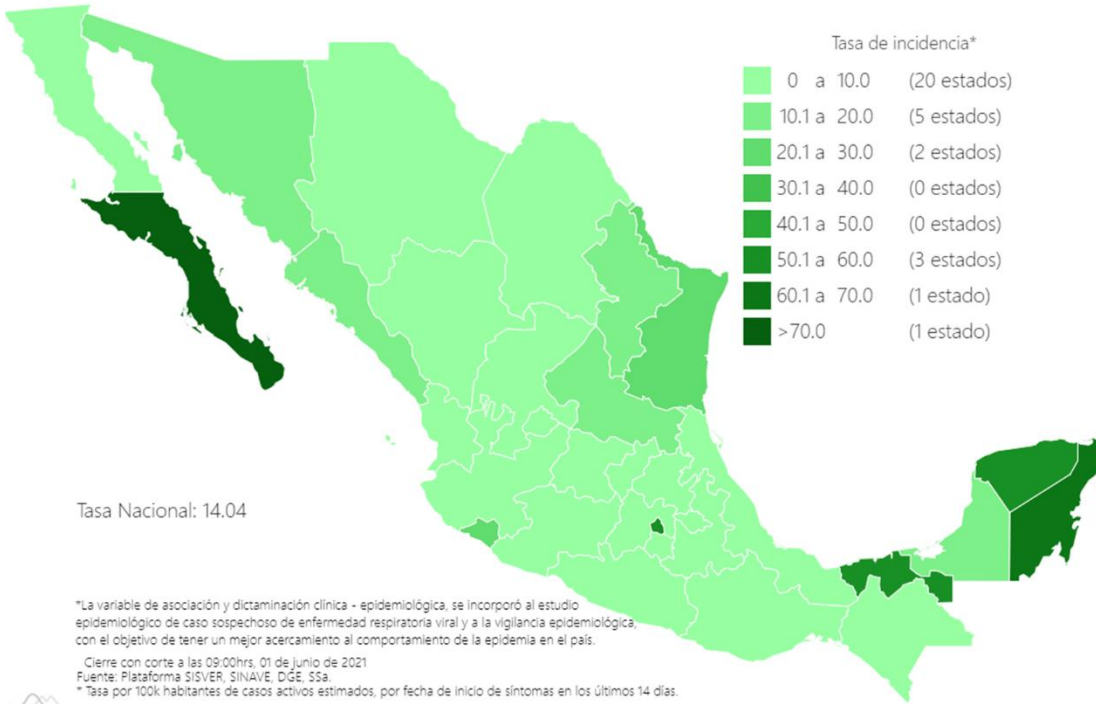 Tasa de incidencia*
0 a 10.0 (20 estados)
10.1 a 20.0 (5 estados)
20.1 a 30.0 (2 estados)
30.1 a 40.0 (0 estados)
40.1 a 50.0 (0 estados)
50.1 a 60.0 (3 estados)
60.1 a 70.0 (1 estado)
>70.0 (1 estado)
Tasa Nacional: 14.04
*La variable de asociación y dictaminación clínica - epidemiológica, se incorporó al estudio
epidemiológico de caso sospechoso de enfermedad respiratoria viral y a la vigilancia epidemiológica,
con el objetivo de tener un mejor acercamiento al comportamiento de la epidemia en el país.
Cierre con corte a las 09:00hrs, 01 de junio de 2021
Fuente: Plataforma SISVER, SINAVE, DGE, SSa.
* Tasa por 100k habitantes de casos activos estimados, por fecha de inicio de síntomas en los últimos 14 días.